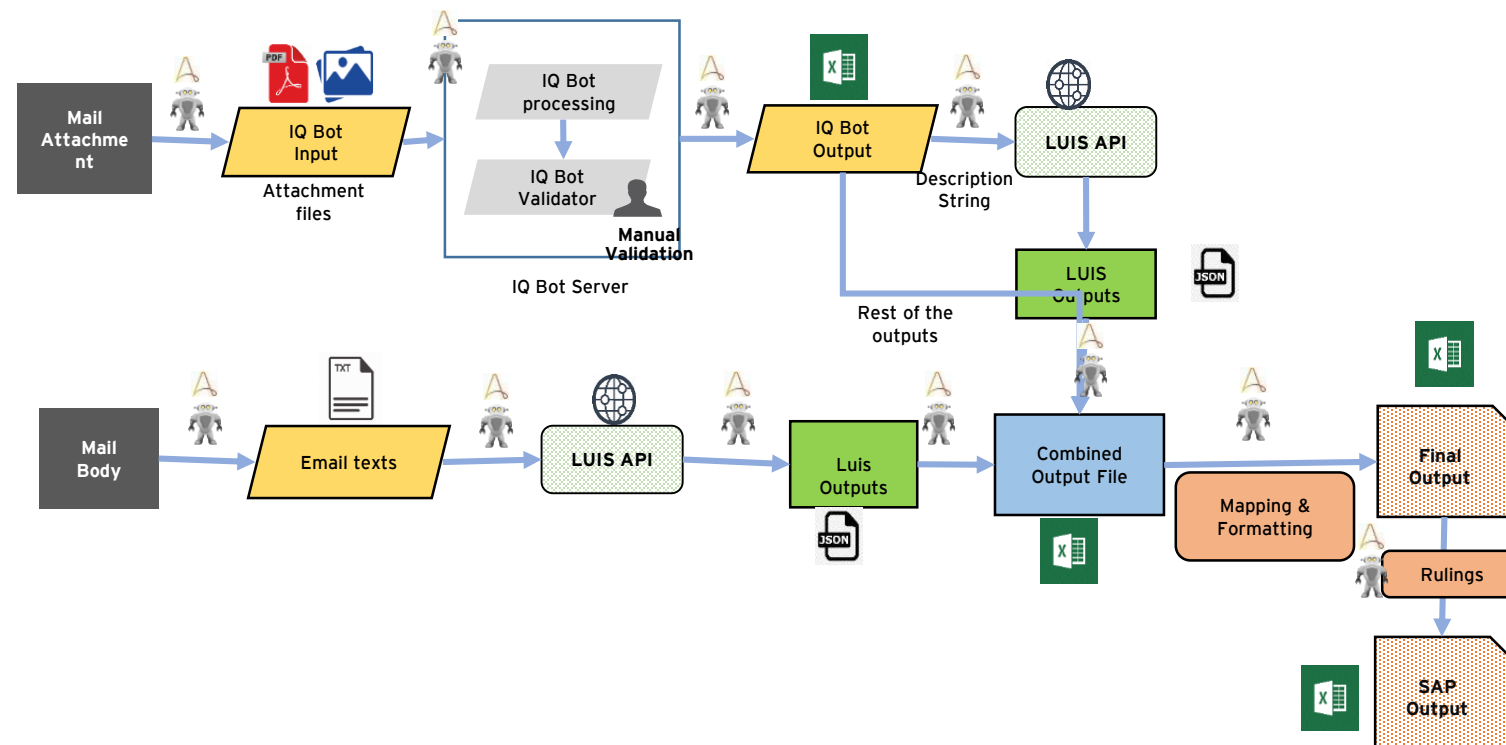 PDF
Mail
Attachme
nt
IQ Bot
Input
Attachment
files
IQ Bot
processing
IQ Bot
Validator
Manual
Validation
IQ Bot Server
X
IQ Bot
Output
Description
String
LUIS API
LUIS
Outputs
JSON
Rest of the
outputs
Mail
Body
TXT
Email texts
LUIS API
Luis
Outputs
JSON
Combined
Output File
X
Mapping &
Formatting
X
Final
Output
Rulings
X
SAP
Output